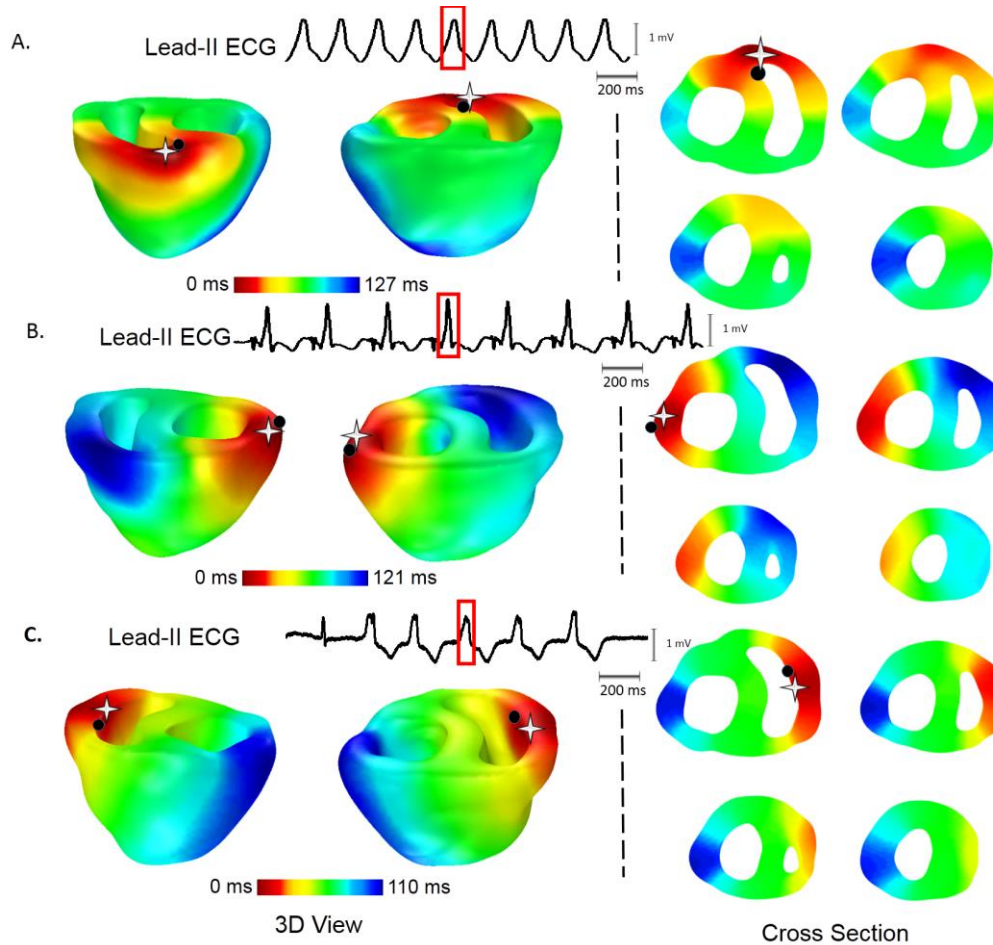 A.
Lead-II ECG
1 mV
200 ms
0 ms 127 ms
B.
Lead-II ECG
1 mV
200 ms
0 ms 121 ms
C.
Lead-II ECG
1 mV
200 ms
0 ms 110 ms
3D View
Cross Section